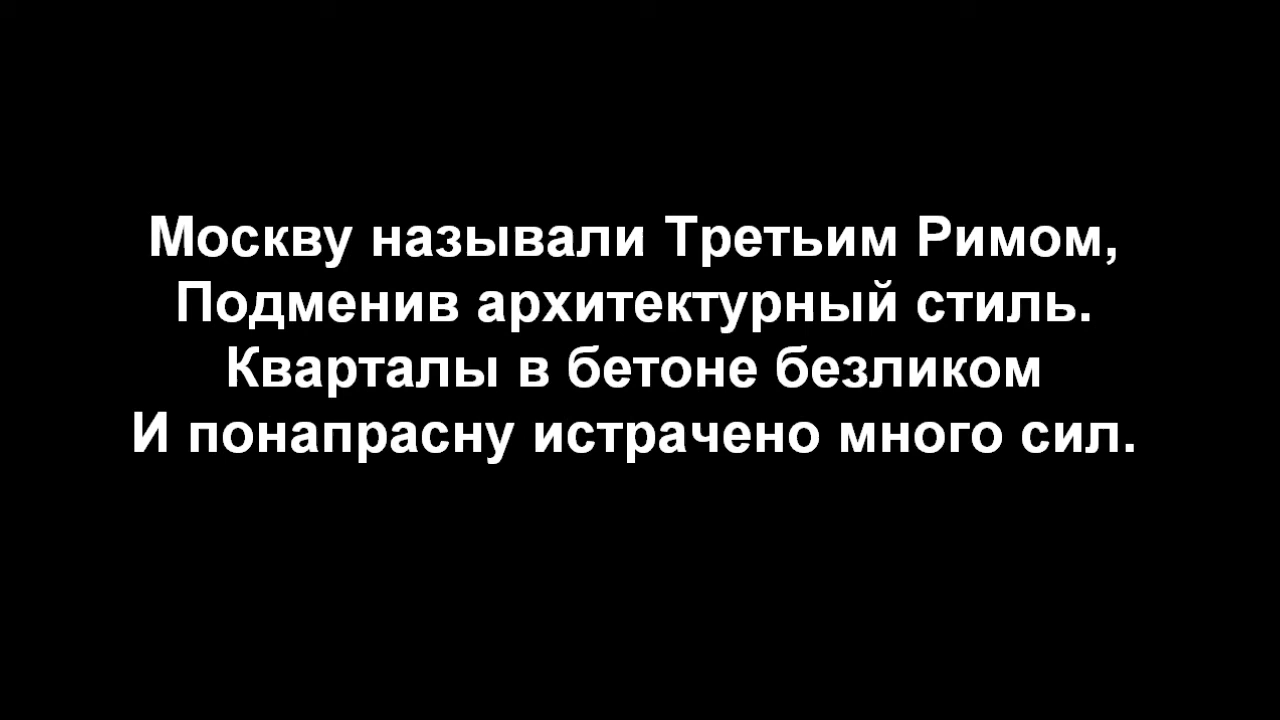 Москву называли Третьим Римом,
Подменив архитектурный стиль.
Кварталы в бетоне безликом
И понапрасну истрачено много сил.